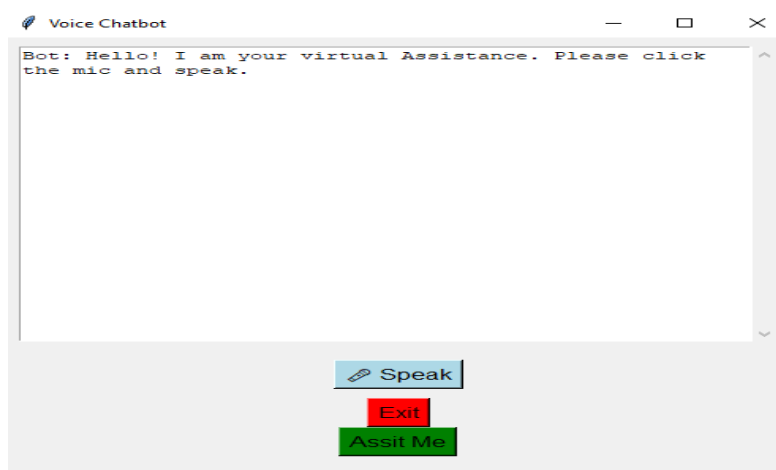 Voice Chatbot
Bot: Hello! I am your virtual Assistance. Please click
the mic and speak.
Speak
Exit
Assit Me